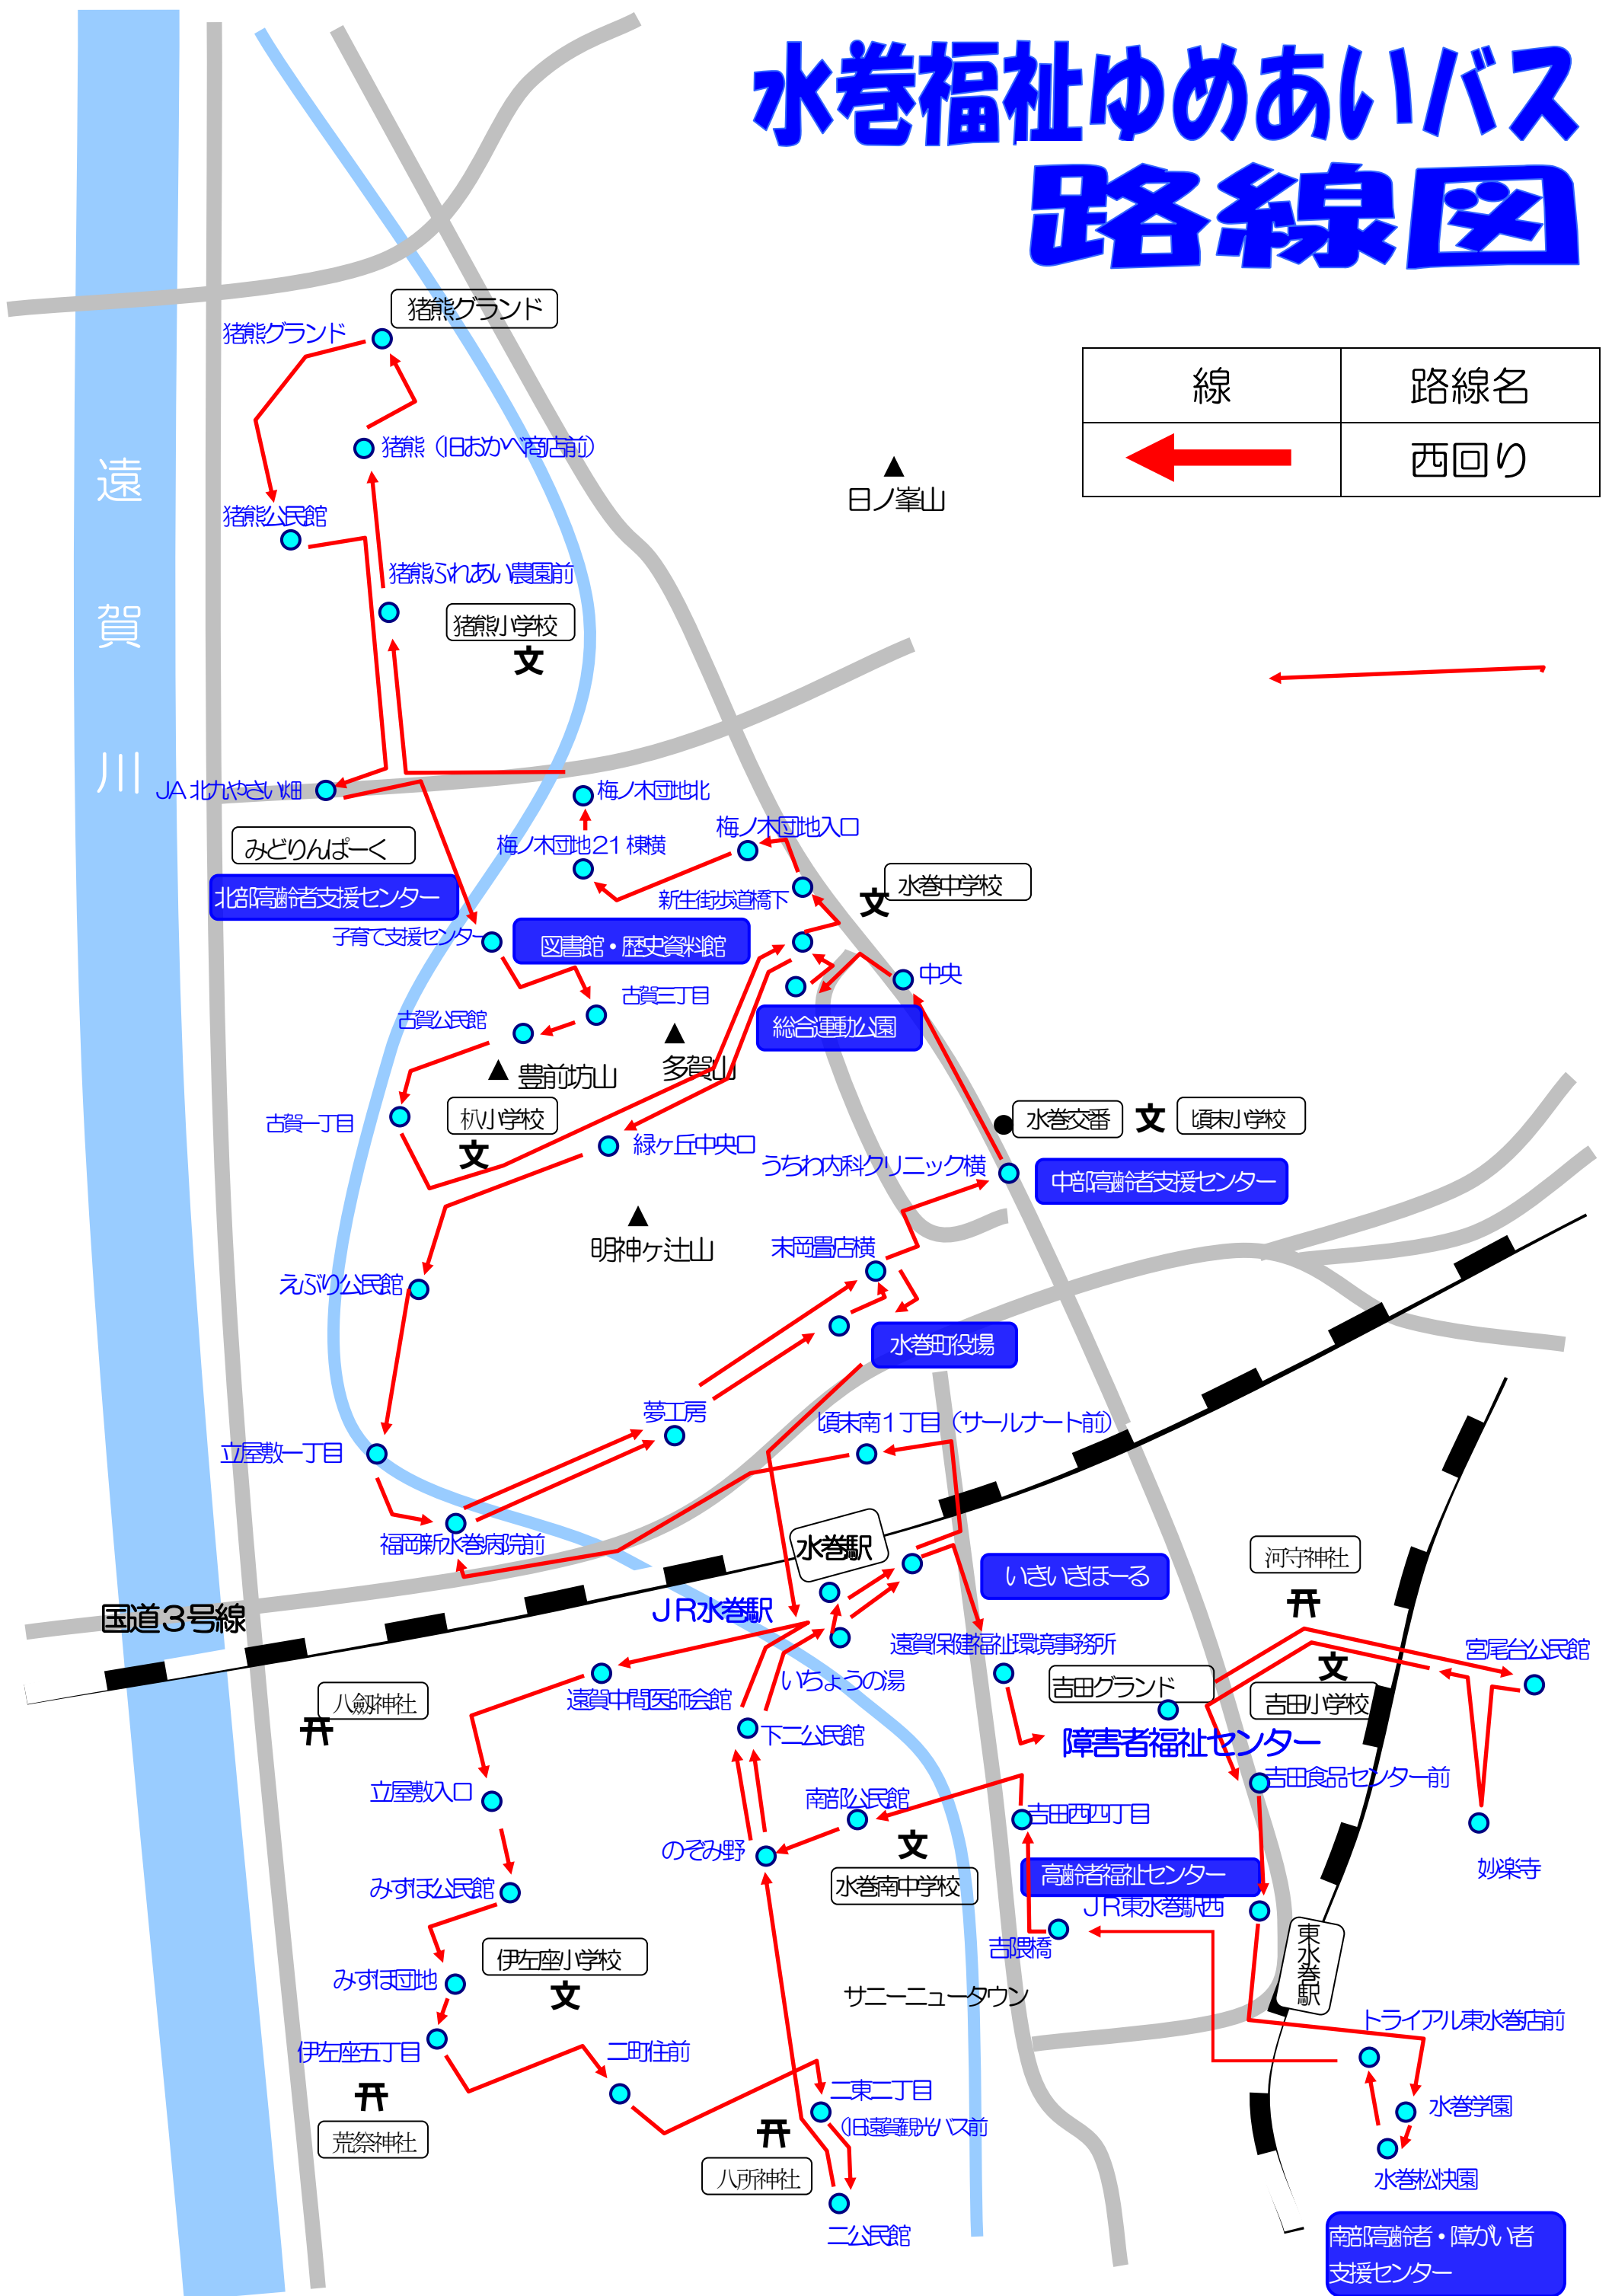 水巻福祉ゆめあいバス
路線図
線
路線名
西回り
遠
賀
川
猪熊グランド
猪熊グランド
猪熊（旧おかべ商店前）
日ノ峯山
猪熊公民館
猪熊ふれあい農園前
猪熊小学校
文
JA北九やさい畑
梅ノ木団地北
梅ノ木団地入口
梅ノ木団地21棟横
みどりんぱーく
北部高齢者支援センター
新生街歩道橋下
水巻中学校
文
子育て支援センター
図書館・歴史資料館
中央
古賀三丁目
古賀公民館
総合運動公園
多賀山
豊前坊山
古賀一丁目
杁小学校
文
水巻交番
文
頃末小学校
緑ヶ丘中央口
うちわ内科クリニック横
中部高齢者支援センター
明神ヶ辻山
末岡畳店横
えぶり公民館
水巻町役場
夢工房
頃末南1丁目（サールナート前）
立屋敷一丁目
福岡新水巻病院前
水巻駅
国道3号線
JR水巻駅
いきいきほーる
河守神社
遠賀保健福祉環境事務所
宮尾台公民館
文
いちょうの湯
吉田グランド
吉田小学校
八劔神社
遠賀中間医師会館
下二公民館
障害者福祉センター
吉田食品センター前
立屋敷入口
南部公民館
吉田西四丁目
のぞみ野
文
水巻南中学校
高齢者福祉センター
妙楽寺
みずほ公民館
JR東水巻駅西
吉隈橋
東水巻駅
伊左座小学校
文
みずほ団地
サニーニュータウン
トライアル東水巻店前
伊左座五丁目
二町住前
二東二丁目
（旧遠賀観光バス前
水巻学園
荒祭神社
八所神社
水巻松快園
二公民館
南部高齢者・障がい者
支援センター